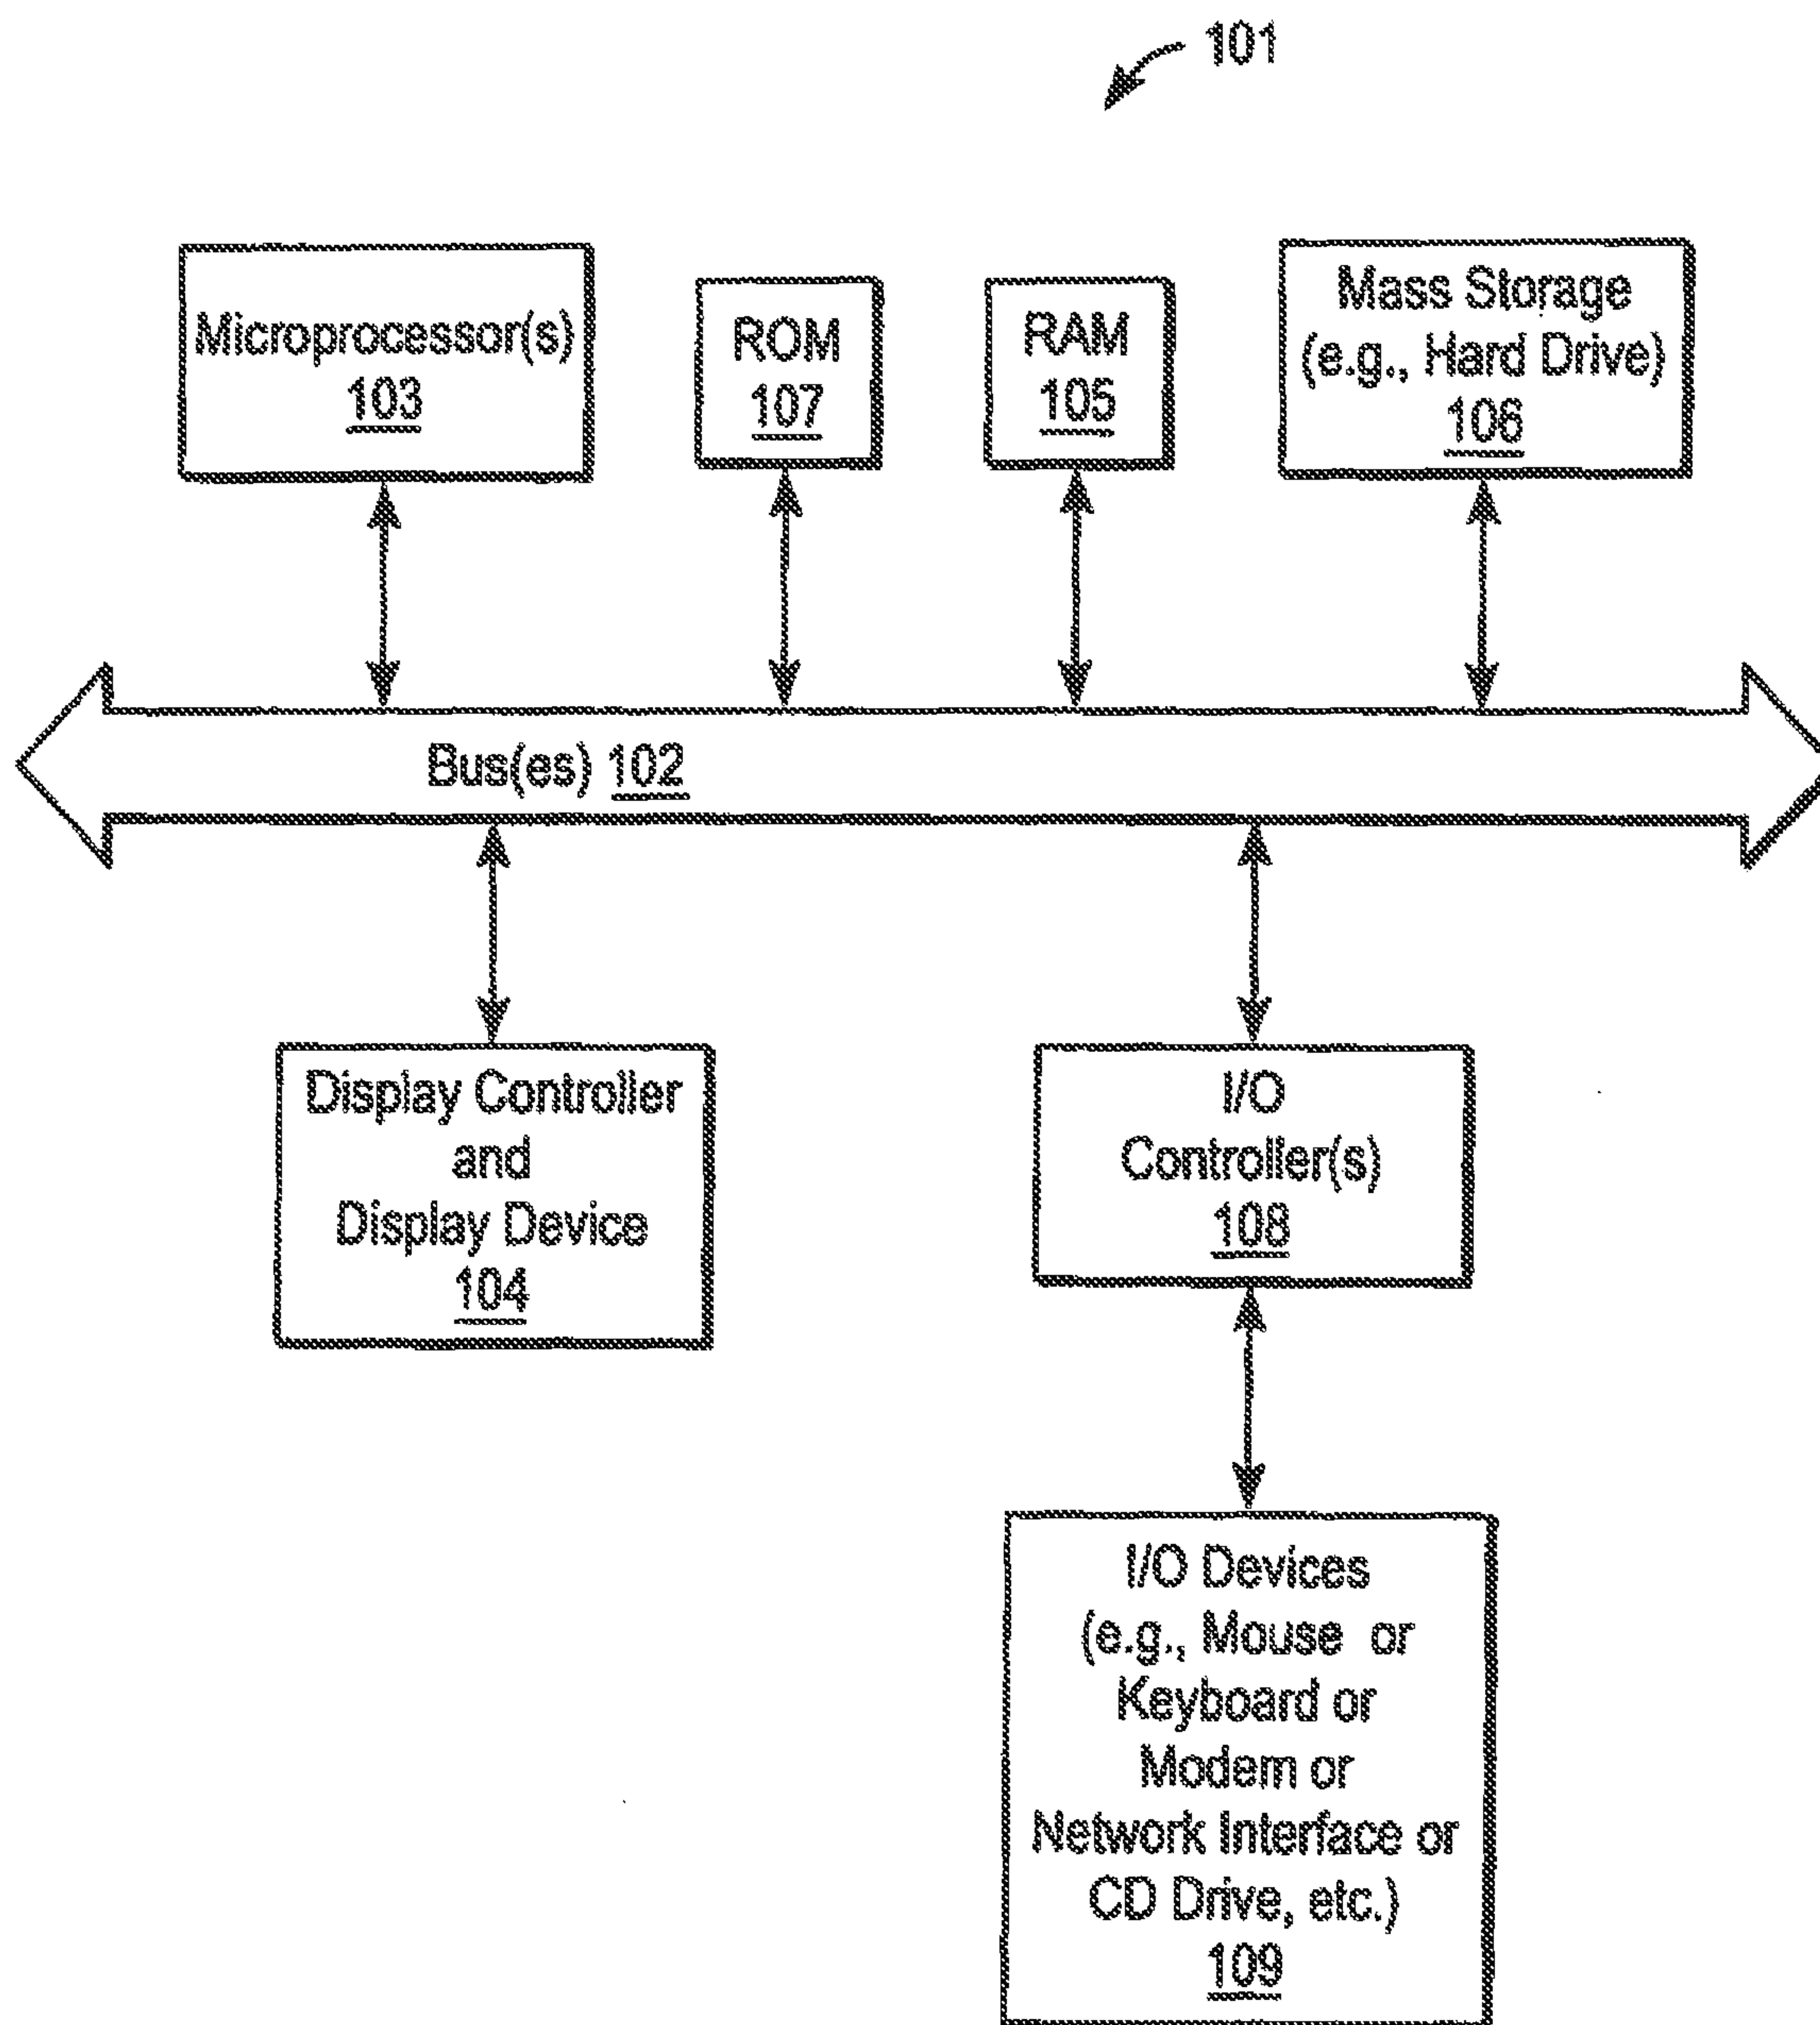 101
Microprocessor(s)
103
ROM
107
RAM
105
Mass Storage
(e.g., Hard Drive)
106
Bus(es) 102
Display Controller
and
Display Device
104
I/O
Controller(s)
108
I/O Devices
(e.g., Mouse or
Keyboard or
Modem or
Network Interface or
CD Drive, etc.)
109